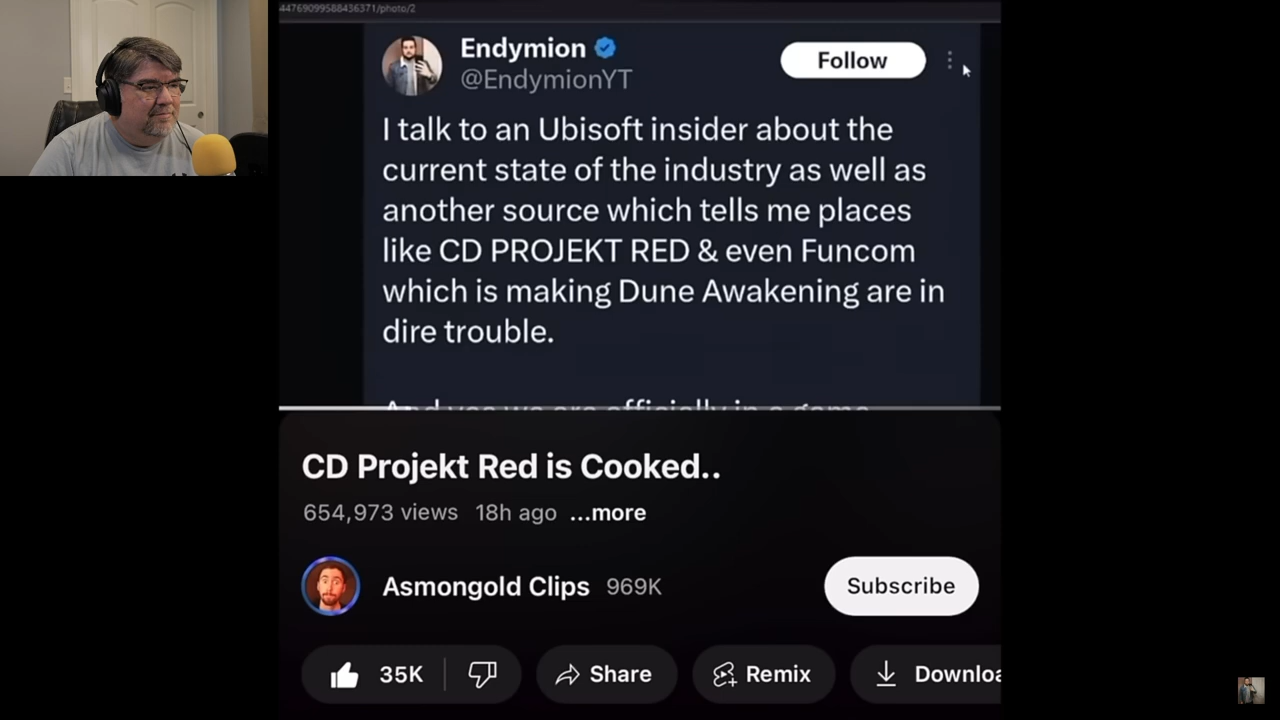 44769099588436371/photo/2
Endymion
@EndymionYT
Follow
I talk to an Ubisoft insider about the
current state of the industry as well as
another source which tells me places
like CD PROJEKT RED & even Funcom
which is making Dune Awakening are in
dire trouble.
And yes we are officially in a game
CD Projekt Red is Cooked..
654,973 views 18h ago ...more
Asmongold Clips 969K
Subscribe
35K
Share
Remix
Downloa